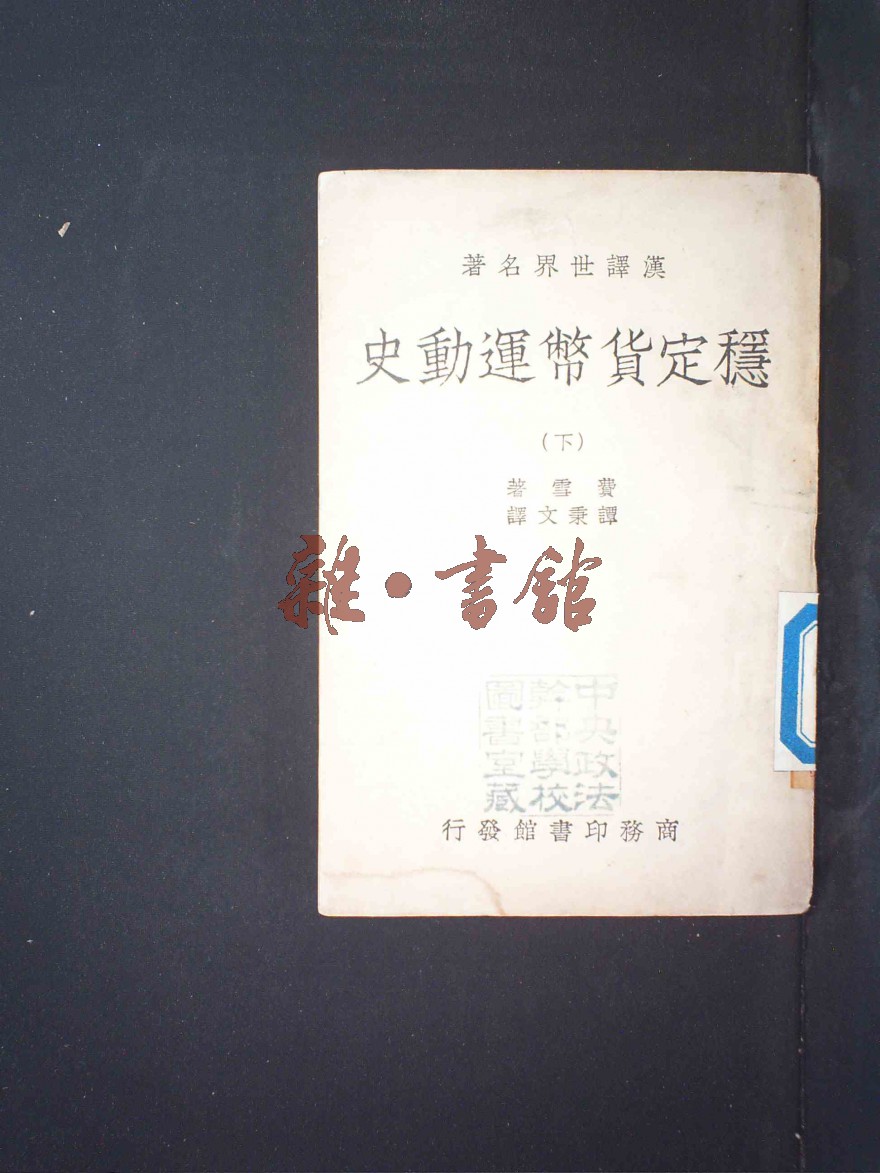 漢譯世界名著
穩定貨幣運動史
(下)
費雪著
譚秉文譯
雜·書館
中央政法
幹部學校
圖書室藏
商務印書館發行